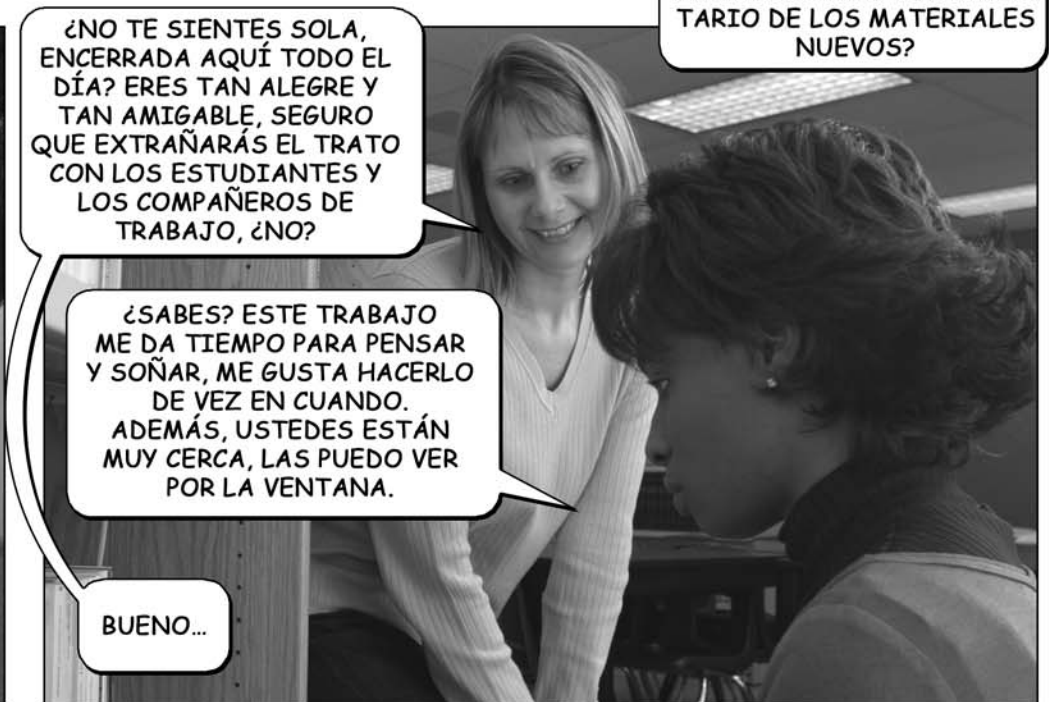 TARIO DE LOS MATERIALES
NUEVOS?
¿NO TE SIENTES SOLA,
ENCERRADA AQUÍ TODO EL
DÍA? ERES TAN ALEGRE Y
TAN AMIGABLE, SEGURO
QUE EXTRAÑARÁS EL TRATO
CON LOS ESTUDIANTES Y
LOS COMPAÑEROS DE
TRABAJO, ¿NO?
¿SABES? ESTE TRABAJO
ME DA TIEMPO PARA PENSAR
Y SOÑAR, ME GUSTA HACERLO
DE VEZ EN CUANDO.
ADEMÁS, USTEDES ESTÁN
MUY CERCA, LAS PUEDO VER
POR LA VENTANA.
BUENO...